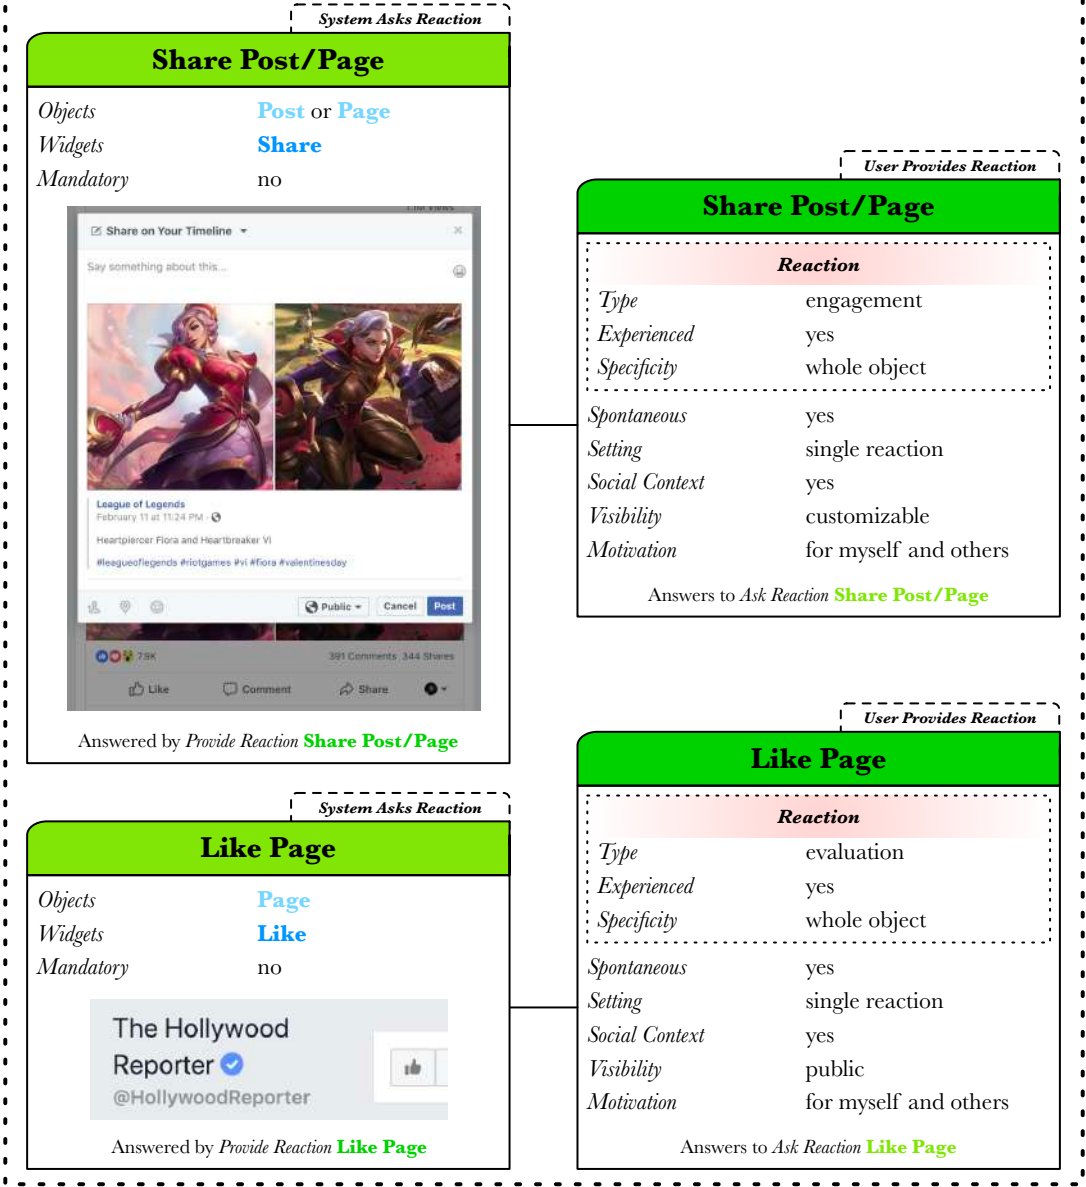 System Asks Reaction
Share Post/Page
Objects Post or Page
Widgets Share
Mandatory no
Share on Your Timeline
Say something about this...
League of Legends
February 11 at 11:24 PM ·
Heartpiercer Fiora and Heartbreaker Vi
#leagueoflegends #riotgames #vi #fiora #valentinesday
Public Cancel Post
7.9K 391 Comments 344 Shares
Like Comment Share
Answered by Provide Reaction Share Post/Page
User Provides Reaction
Share Post/Page
Reaction
Type engagement
Experienced yes
Specificity whole object
Spontaneous yes
Setting single reaction
Social Context yes
Visibility customizable
Motivation for myself and others
Answers to Ask Reaction Share Post/Page
System Asks Reaction
Like Page
Objects Page
Widgets Like
Mandatory no
The Hollywood
Reporter
@HollywoodReporter
Answered by Provide Reaction Like Page
User Provides Reaction
Like Page
Reaction
Type evaluation
Experienced yes
Specificity whole object
Spontaneous yes
Setting single reaction
Social Context yes
Visibility public
Motivation for myself and others
Answers to Ask Reaction Like Page